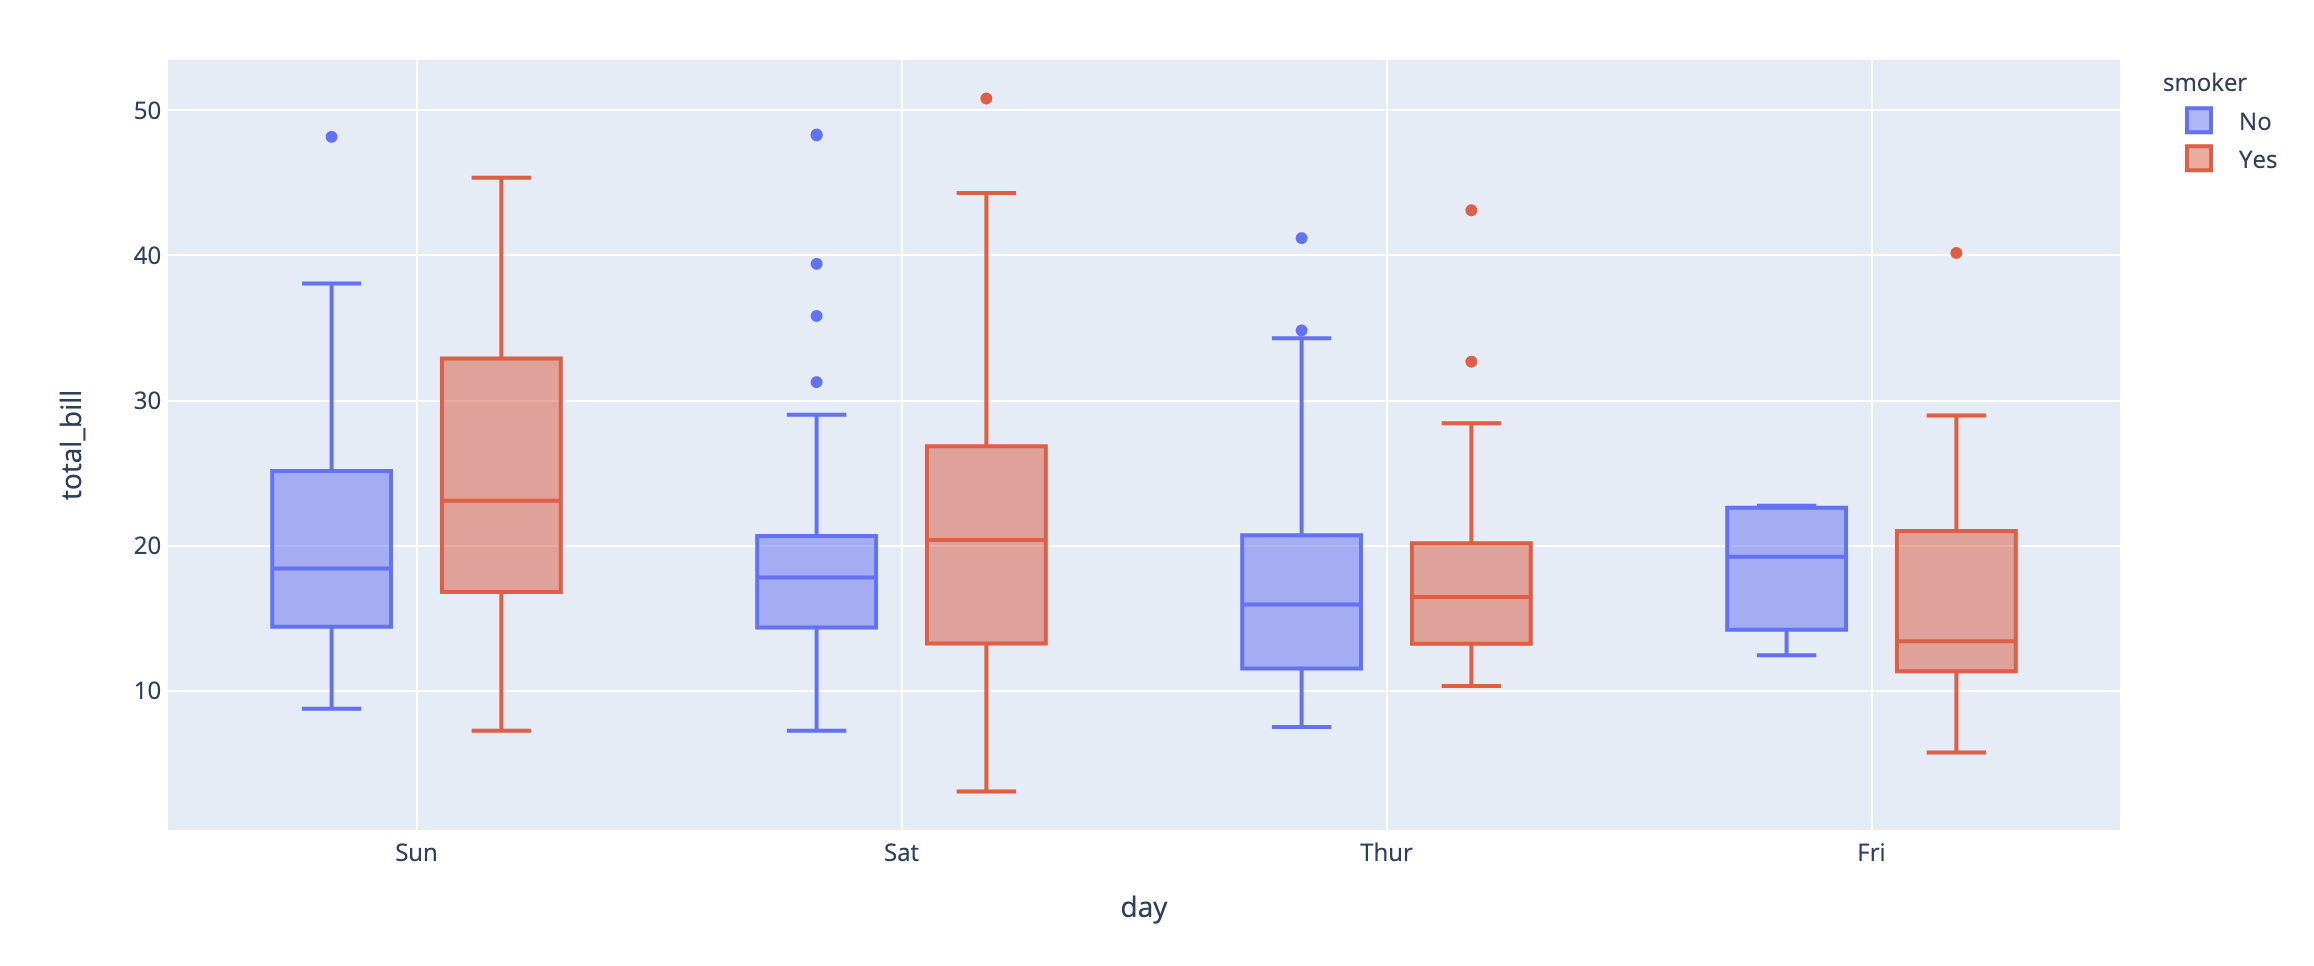 smoker
No
Yes
50
40
30
20
10
total_bill
Sun
Sat
Thur
Fri
day